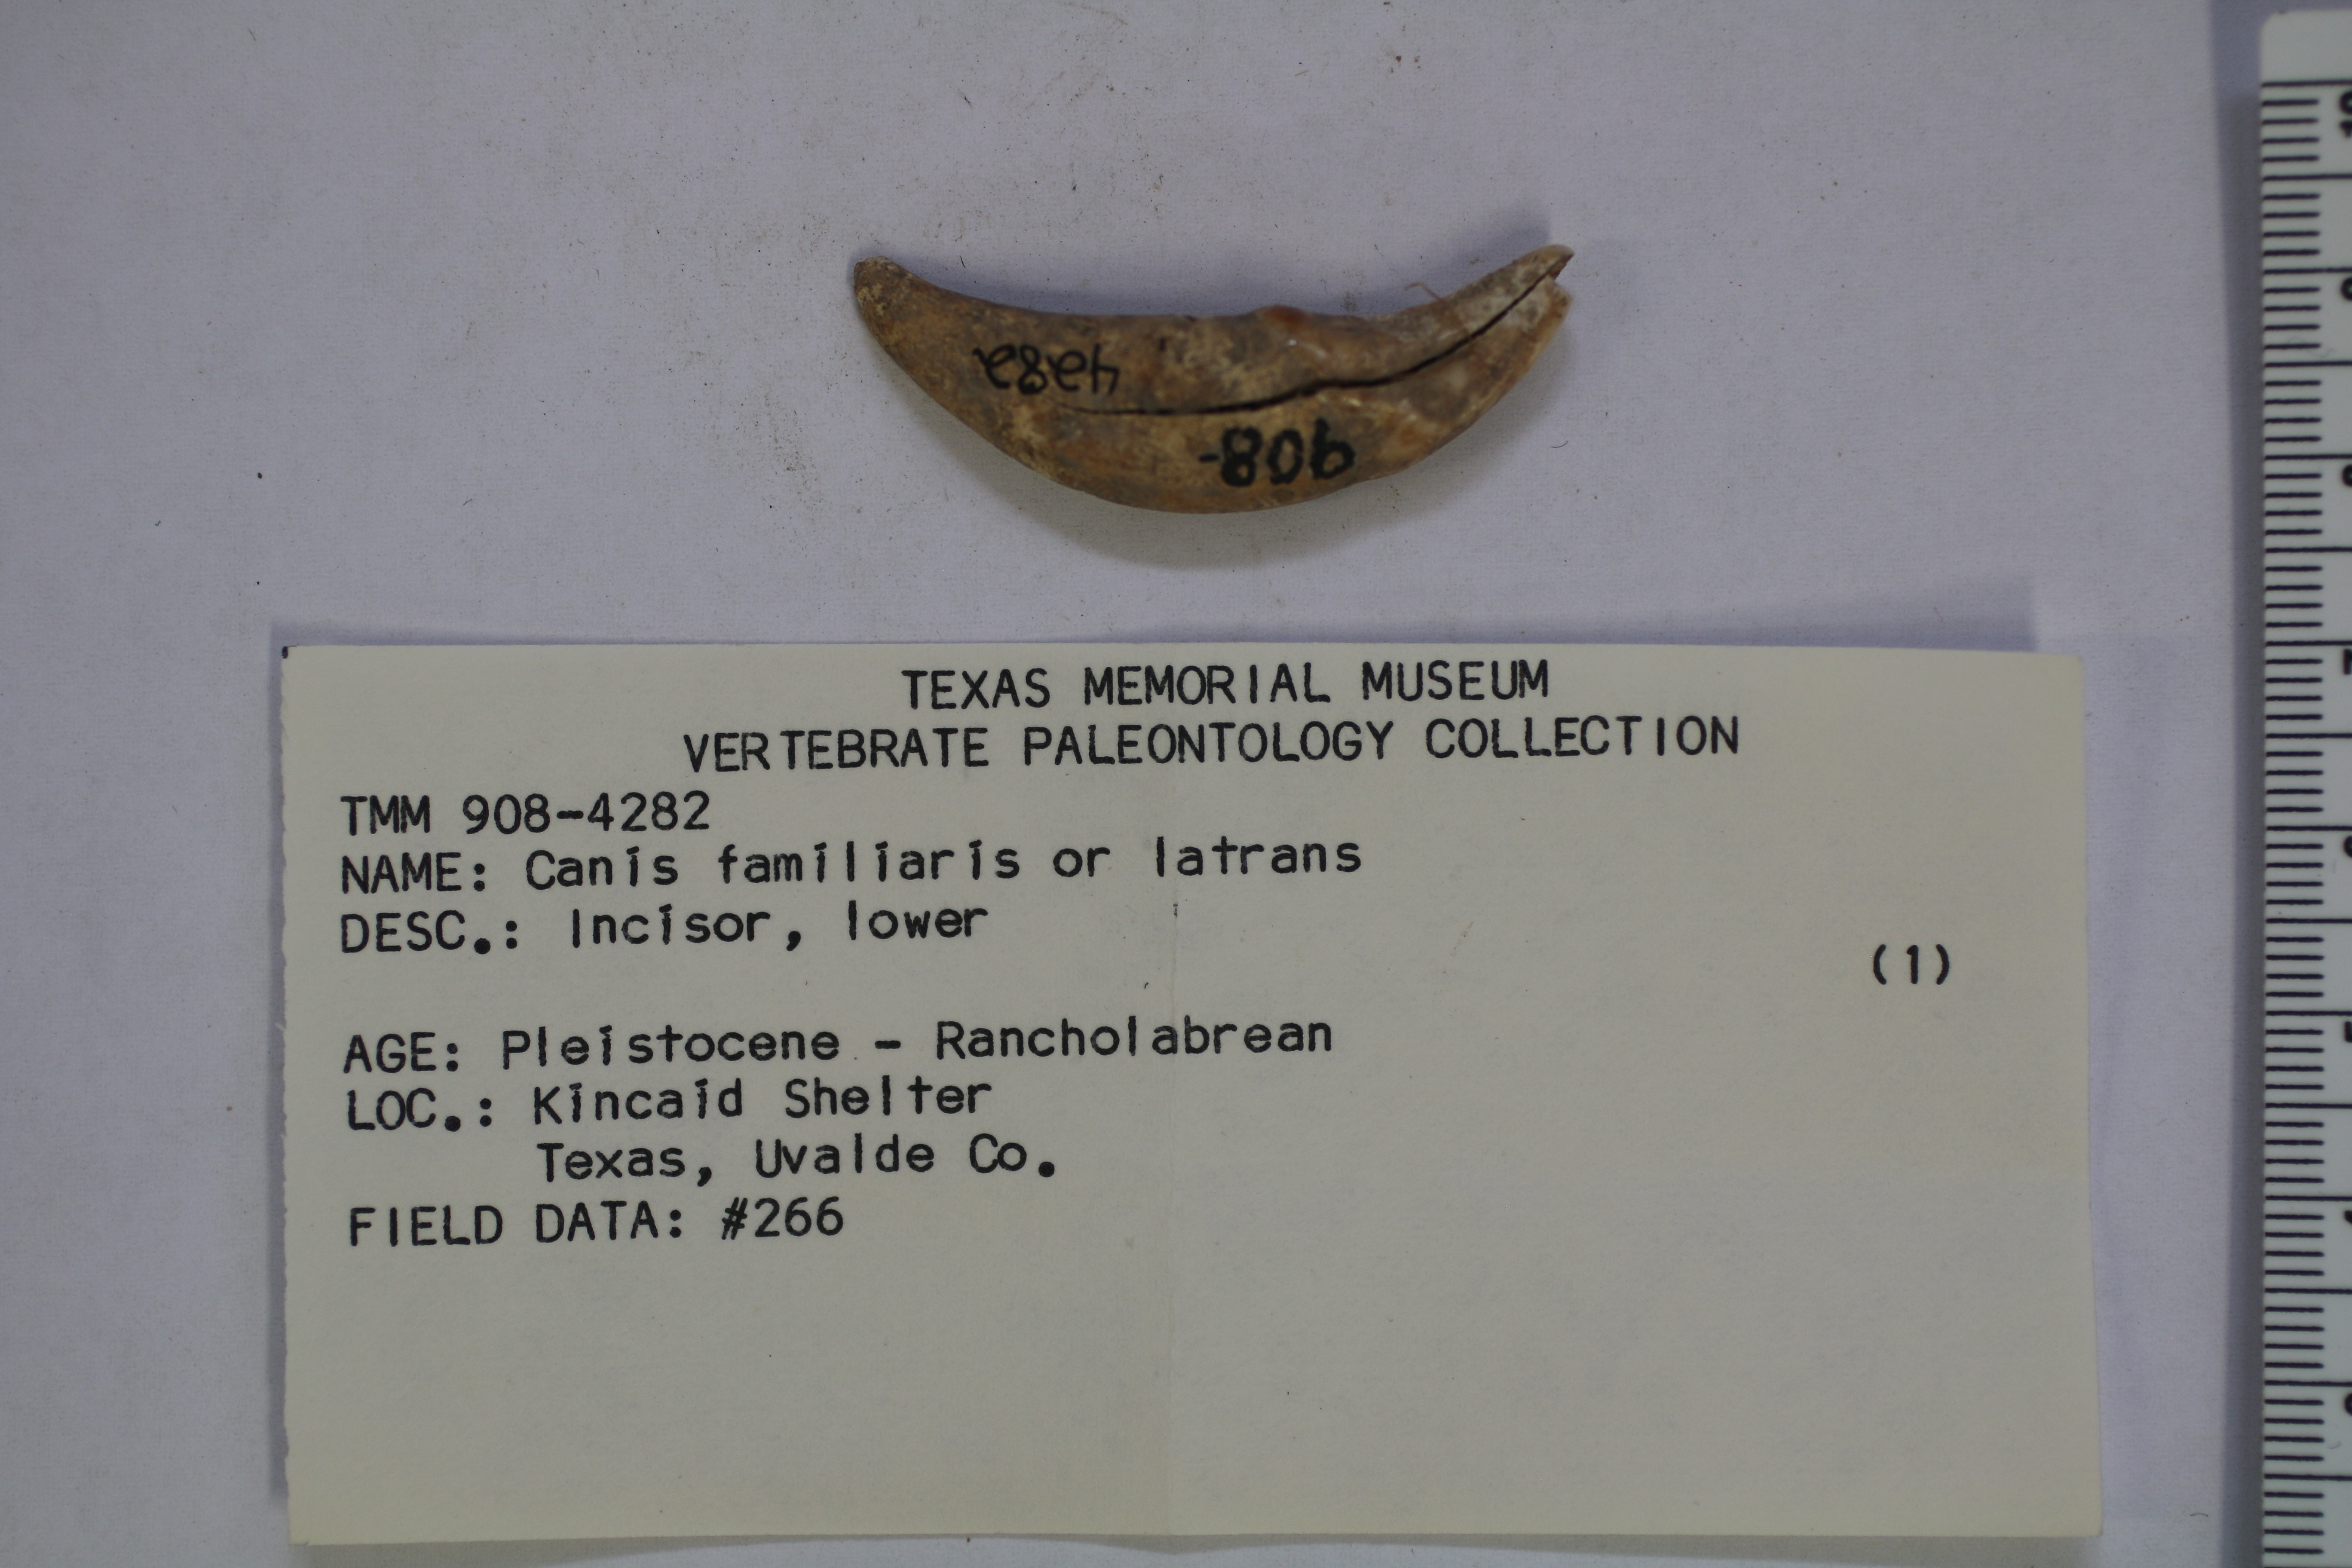 4282
908-
TEXAS MEMORIAL MUSEUM
VERTEBRATE PALEONTOLOGY COLLECTION
TMM 908-4282
NAME: Canis familiaris or latrans
DESC.: Incisor, lower
(1)
AGE: Pleistocene - Rancholabrean
LOC.: Kincaid Shelter
Texas, Uvalde Co.
FIELD DATA: #266